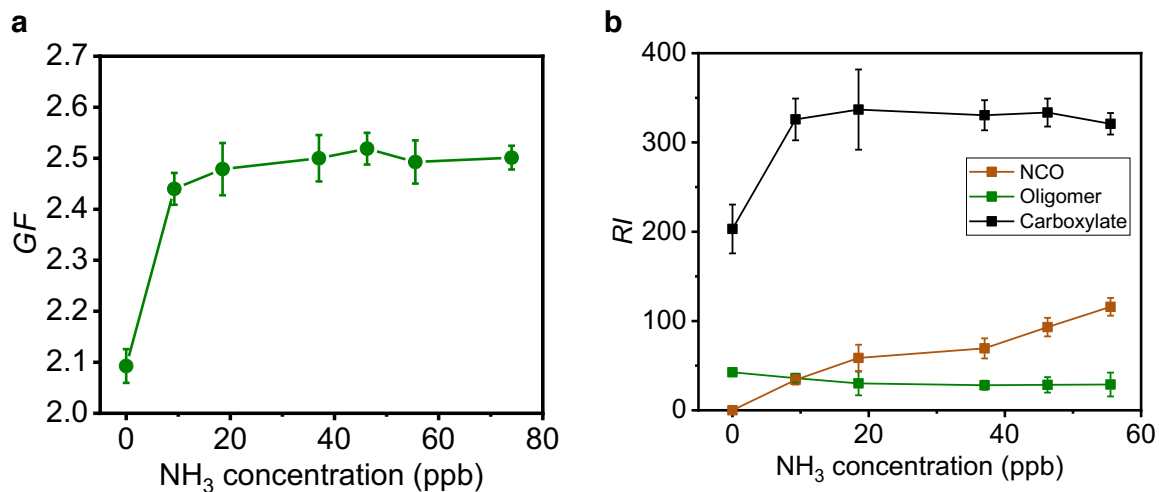 a
2.7
2.6
2.5
2.4
2.3
2.2
2.1
2.0
GF
0 20 40 60 80
NH₃ concentration (ppb)
b
400
300
200
100
0
RI
NCO
Oligomer
Carboxylate
0 20 40 60
NH₃ concentration (ppb)